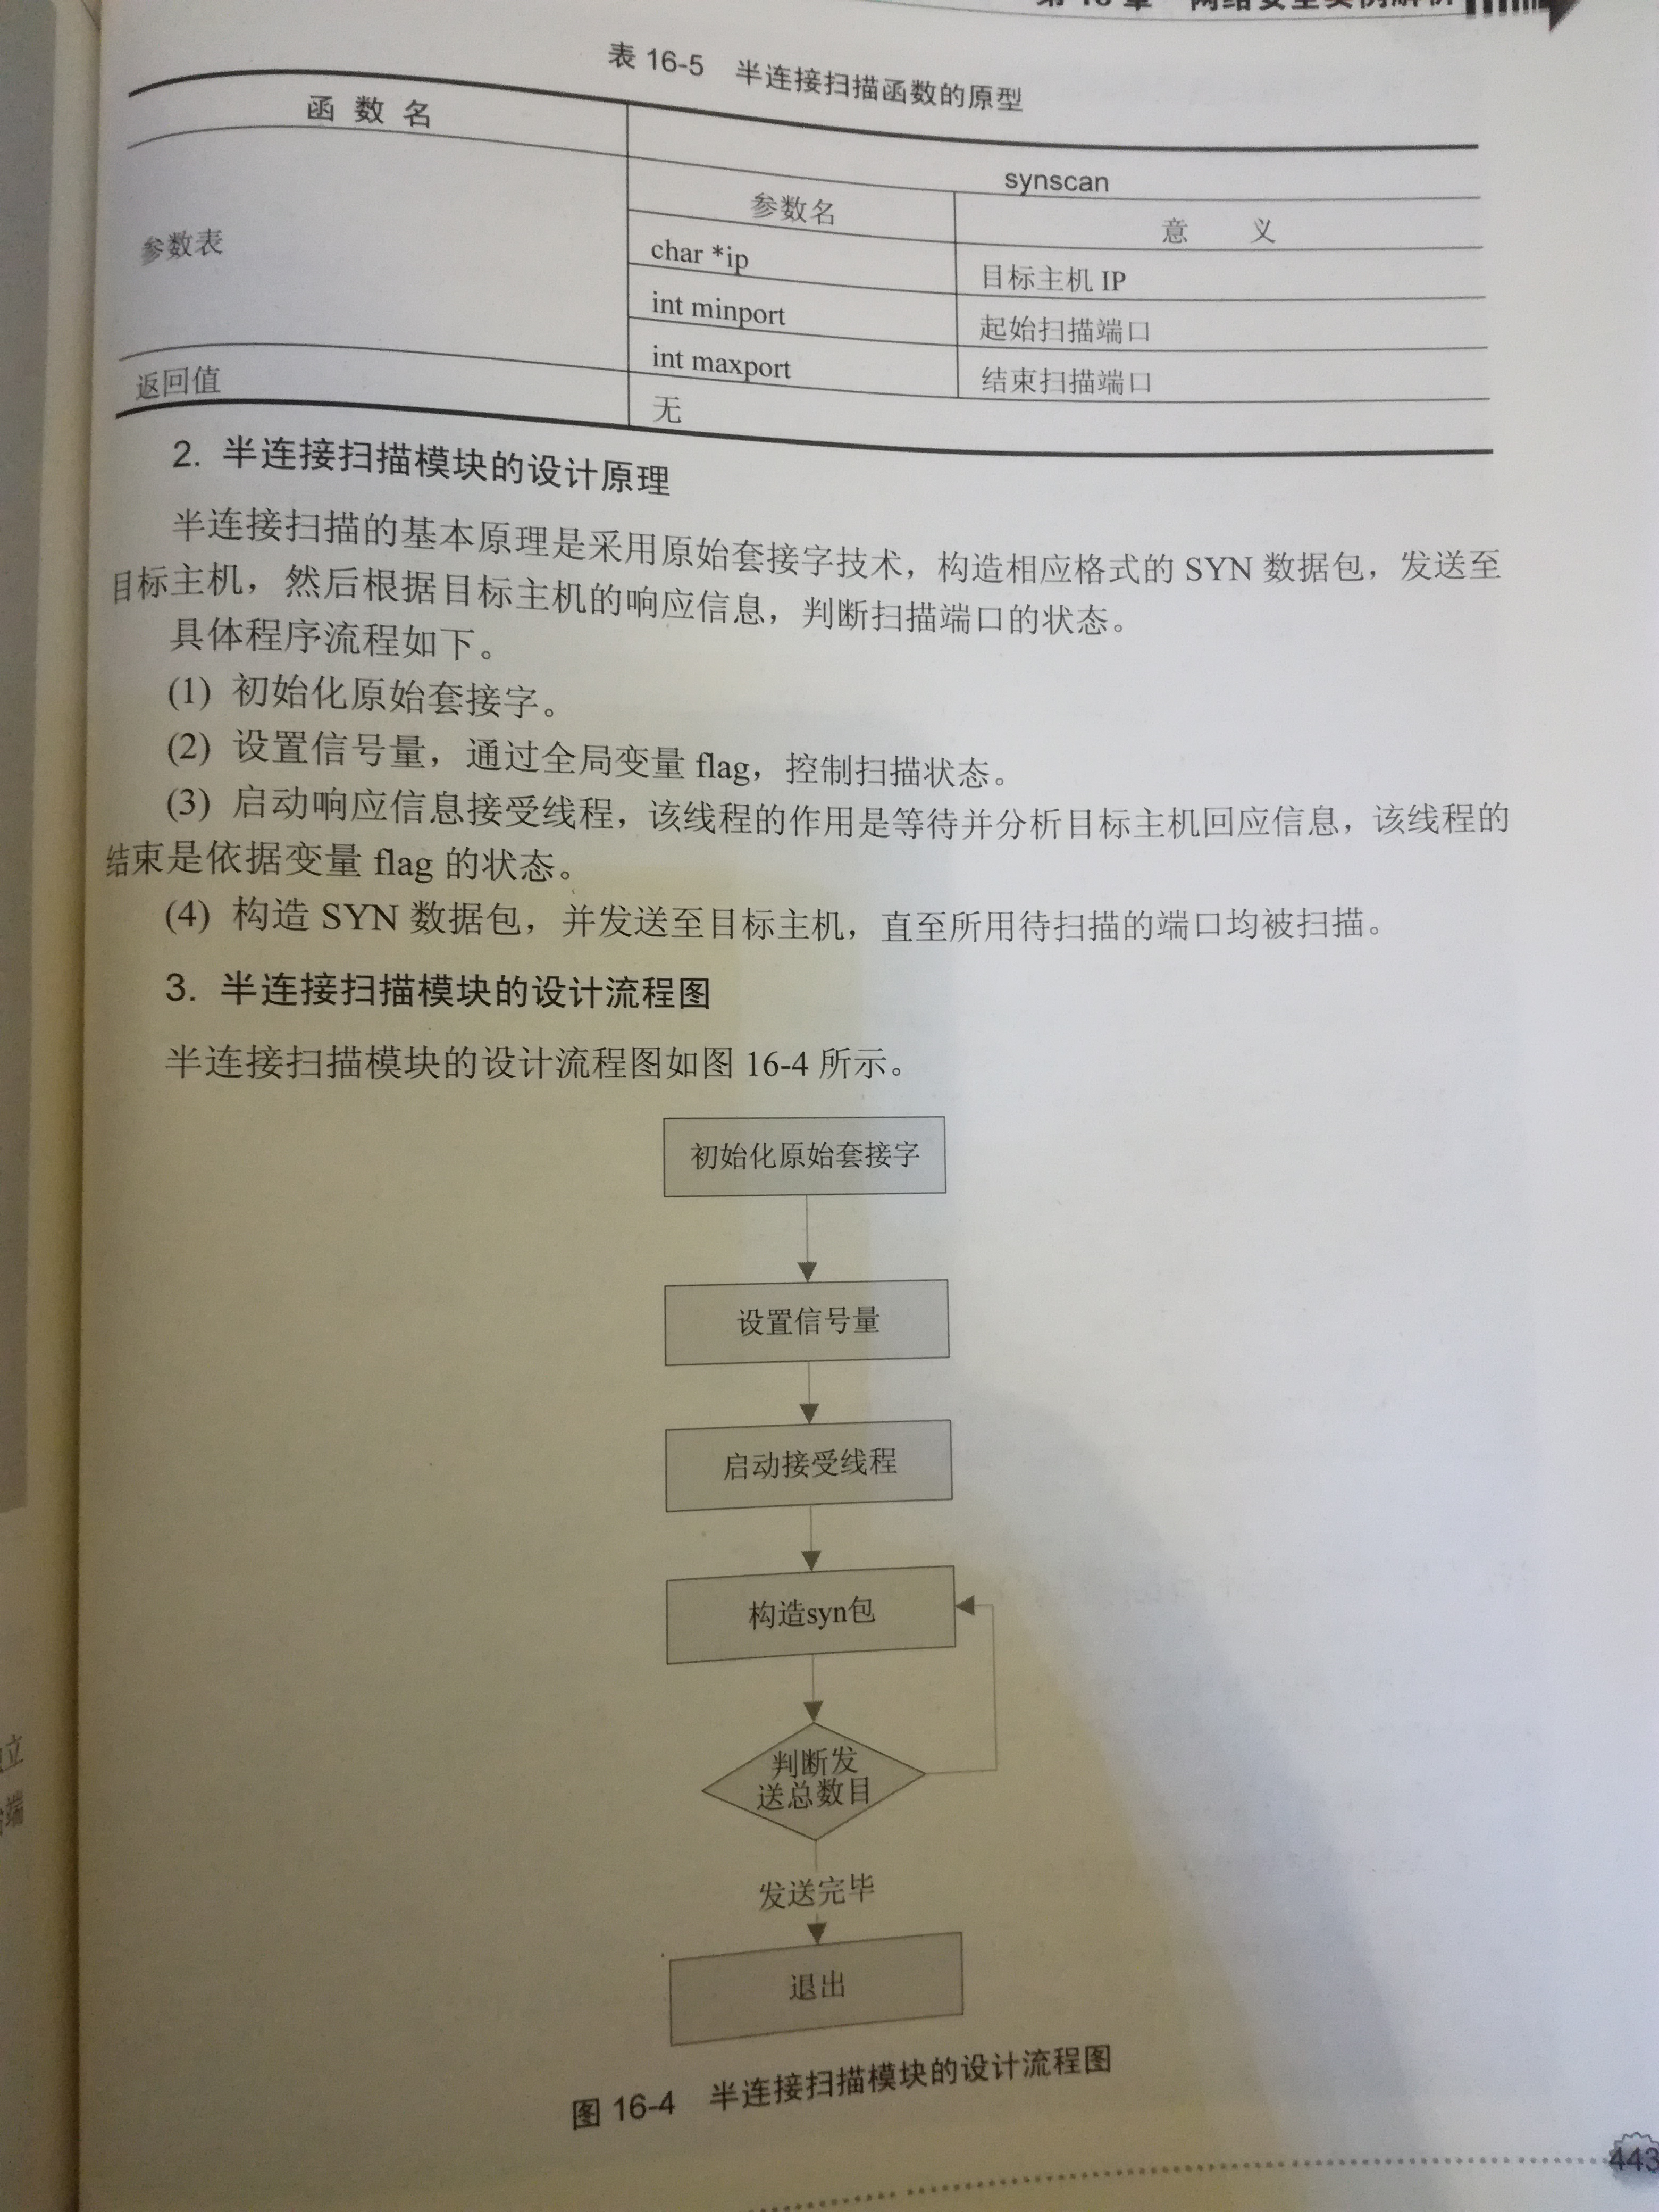 网络安全实例解析
表 16-5 半连接扫描函数的原型
函 数 名
synscan
参数表
参数名
意 义
char *ip
目标主机 IP
int minport
起始扫描端口
int maxport
结束扫描端口
返回值
无
2. 半连接扫描模块的设计原理
半连接扫描的基本原理是采用原始套接字技术，构造相应格式的 SYN 数据包，发送至
目标主机，然后根据目标主机的响应信息，判断扫描端口的状态。
具体程序流程如下。
(1) 初始化原始套接字。
(2) 设置信号量，通过全局变量 flag，控制扫描状态。
(3) 启动响应信息接受线程，该线程的作用是等待并分析目标主机回应信息，该线程的
结束是依据变量 flag 的状态。
(4) 构造 SYN 数据包，并发送至目标主机，直至所用待扫描的端口均被扫描。
3. 半连接扫描模块的设计流程图
半连接扫描模块的设计流程图如图 16-4 所示。
初始化原始套接字
设置信号量
启动接受线程
构造syn包
判断发
送总数目
发送完毕
退出
图 16-4 半连接扫描模块的设计流程图
443
立
端